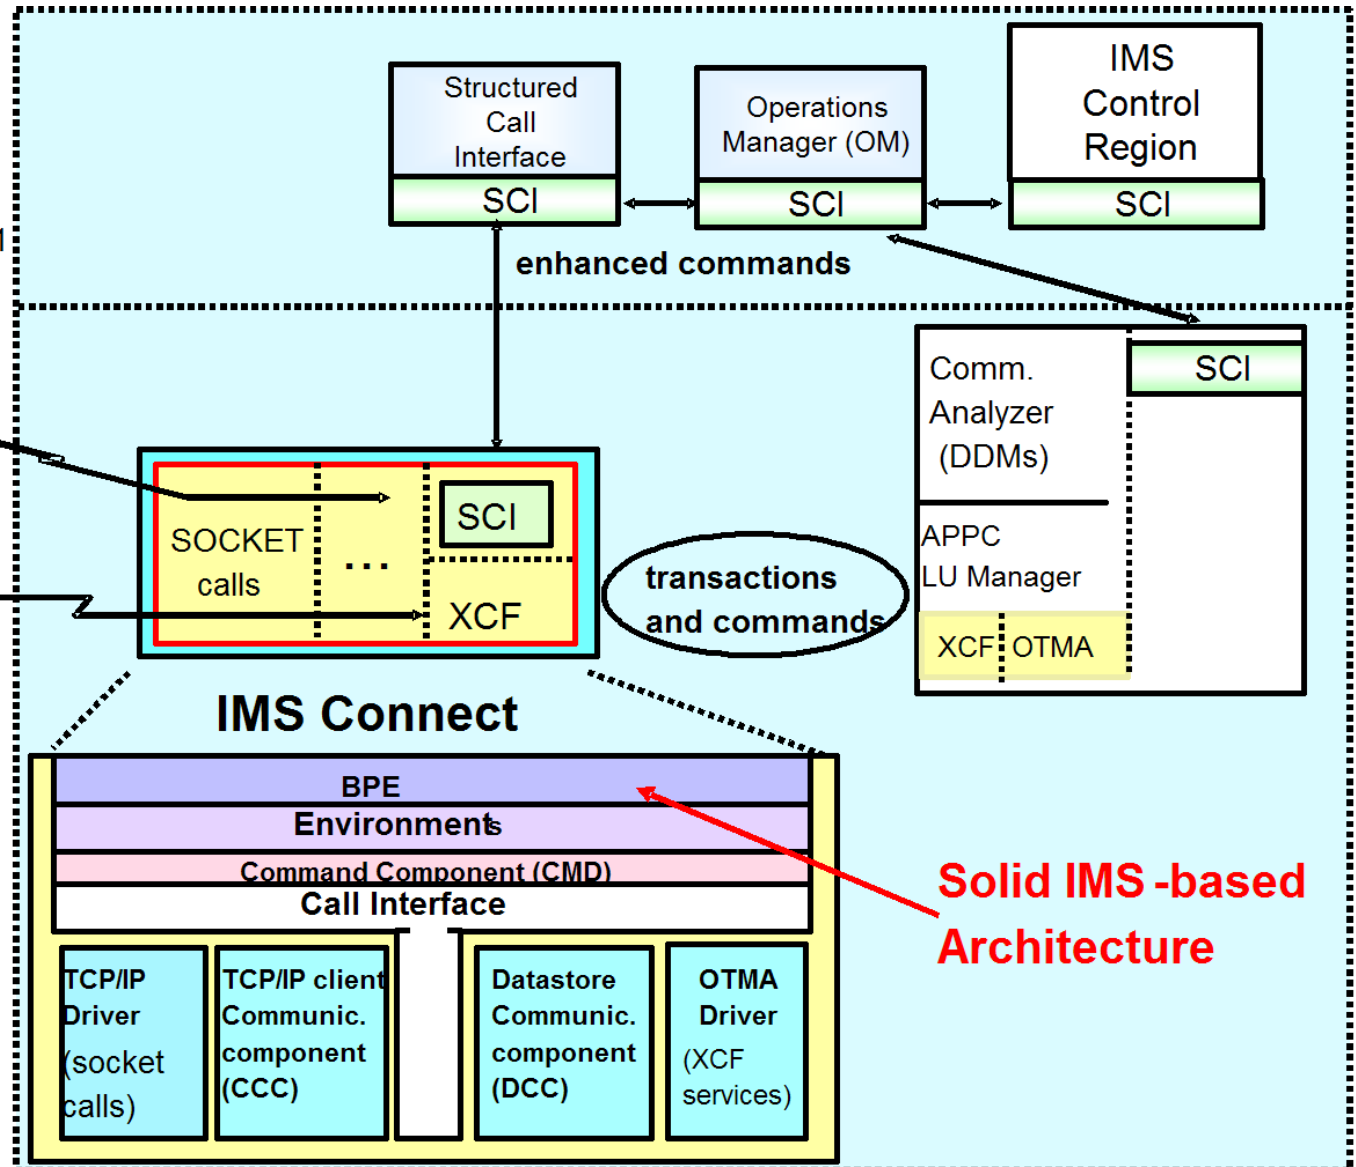 Structured
Call
Interface
SCI
Operations
Manager (OM)
SCI
IMS
Control
Region
SCI
1
enhanced commands
Comm.
Analyzer
(DDMs)
SCI
APPC
LU Manager
XCF OTMA
SOCKET
calls
...
SCI
XCF
transactions
and commands
IMS Connect
BPE
Environments
Command Component (CMD)
Call Interface
TCP/IP
Driver
(socket
calls)
TCP/IP client
Communic.
component
(CCC)
Datastore
Communic.
component
(DCC)
OTMA
Driver
(XCF
services)
Solid IMS -based
Architecture